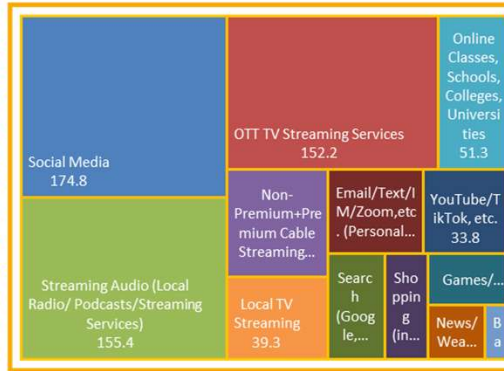 Social Media
174.8
Streaming Audio (Local
Radio/ Podcasts/Streaming
Services)
155.4
OTT TV Streaming Services
152.2
Online
Classes,
Schools,
Colleges,
Universi
ties
51.3
Non-
Premium+Pre
mium Cable
Streaming...
Local TV
Streaming
39.3
Email/Text/I
M/Zoom,etc
. (Personal...
YouTube/T
ikTok, etc.
33.8
Searc
h
(Goog
le,...
Sho
ppin
g
(in...
Games/...
News/
Wea...
B
a